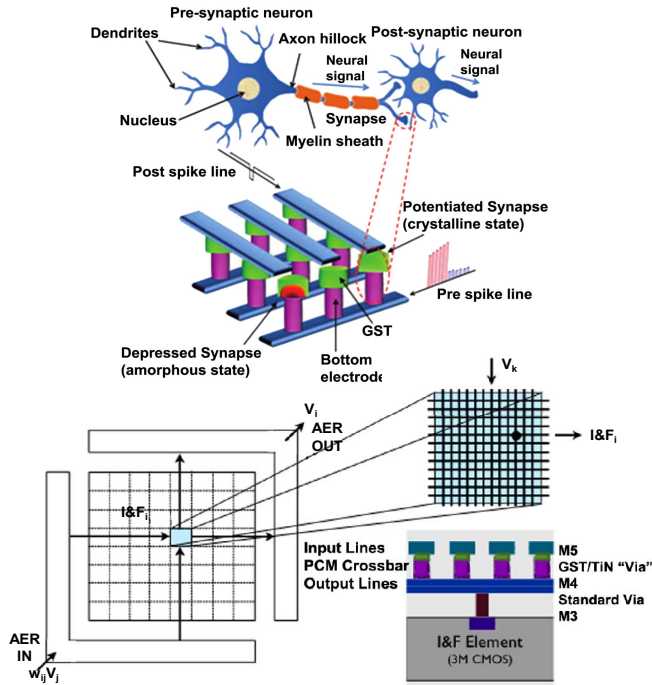 Pre-synaptic neuron
Post-synaptic neuron
Dendrites
Axon hillock
Neural
signal
Neural
signal
Nucleus
Synapse
Myelin sheath
Post spike line
Potentiated Synapse
(crystalline state)
Pre spike line
GST
Depressed Synapse
(amorphous state)
Bottom
electrode
Vk
Vi
AER
OUT
I&Fi
I&Fi
Input Lines
M5
PCM Crossbar
GST/TiN “Via”
Output Lines
M4
Standard Via
M3
AER
IN
wijVj
I&F Element
(3M CMOS)